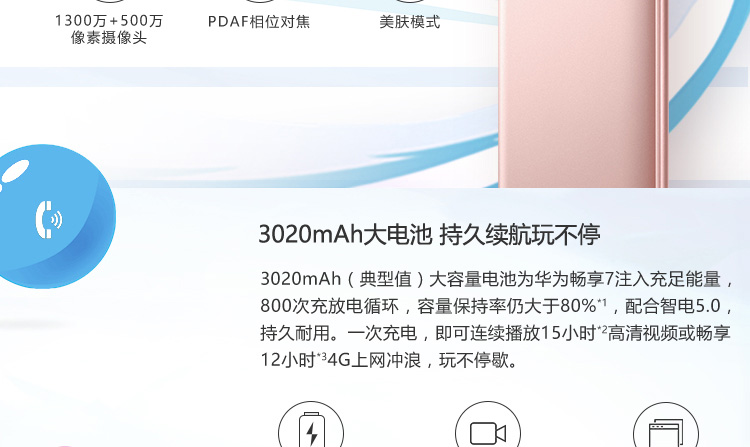 1300万+500万
像素摄像头
PDAF相位对焦
美肤模式
3020mAh大电池 持久续航玩不停
3020mAh（典型值）大容量电池为华为畅享7注入充足能量，
800次充放电循环，容量保持率仍大于80%*1，配合智电5.0，
持久耐用。一次充电，即可连续播放15小时*2高清视频或畅享
12小时*34G上网冲浪，玩不停歇。